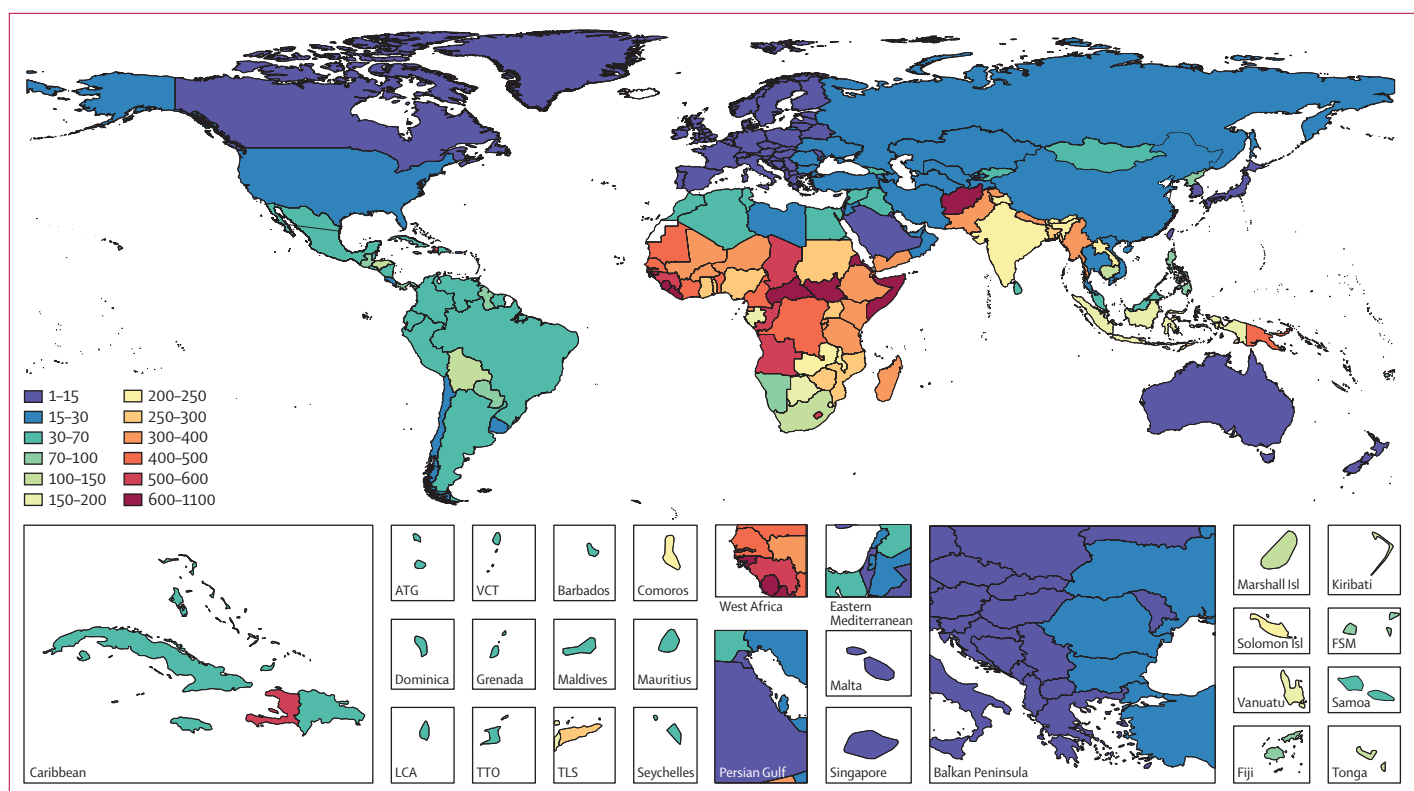 1–15
15–30
30–70
70–100
100–150
150–200
200–250
250–300
300–400
400–500
500–600
600–1100
Caribbean
ATG
VCT
Barbados
Comoros
Dominica
Grenada
Maldives
Mauritius
LCA
TTO
TLS
Seychelles
West Africa
Eastern
Mediterranean
Persian Gulf
Malta
Singapore
Balkan Peninsula
Marshall Isl
Kiribati
Solomon Isl
FSM
Vanuatu
Samoa
Fiji
Tonga